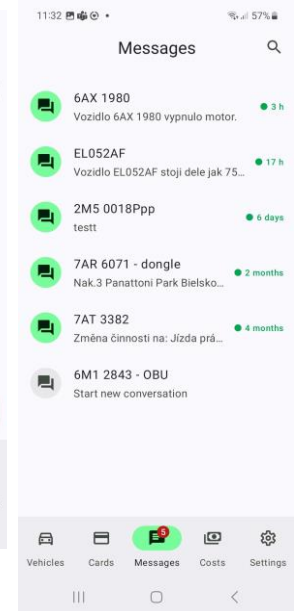 11:32
57%
Messages
6AX 1980
Vozidlo 6AX 1980 vypnulo motor.
3 h
EL052AF
Vozidlo EL052AF stoji dele jak 75...
17 h
2M5 0018Ppp
testt
6 days
7AR 6071 - dongle
Nak.3 Panattoni Park Bielsko...
2 months
7AT 3382
Změna činnosti na: Jízda prá...
4 months
6M1 2843 - OBU
Start new conversation
5
Vehicles Cards Messages Costs Settings